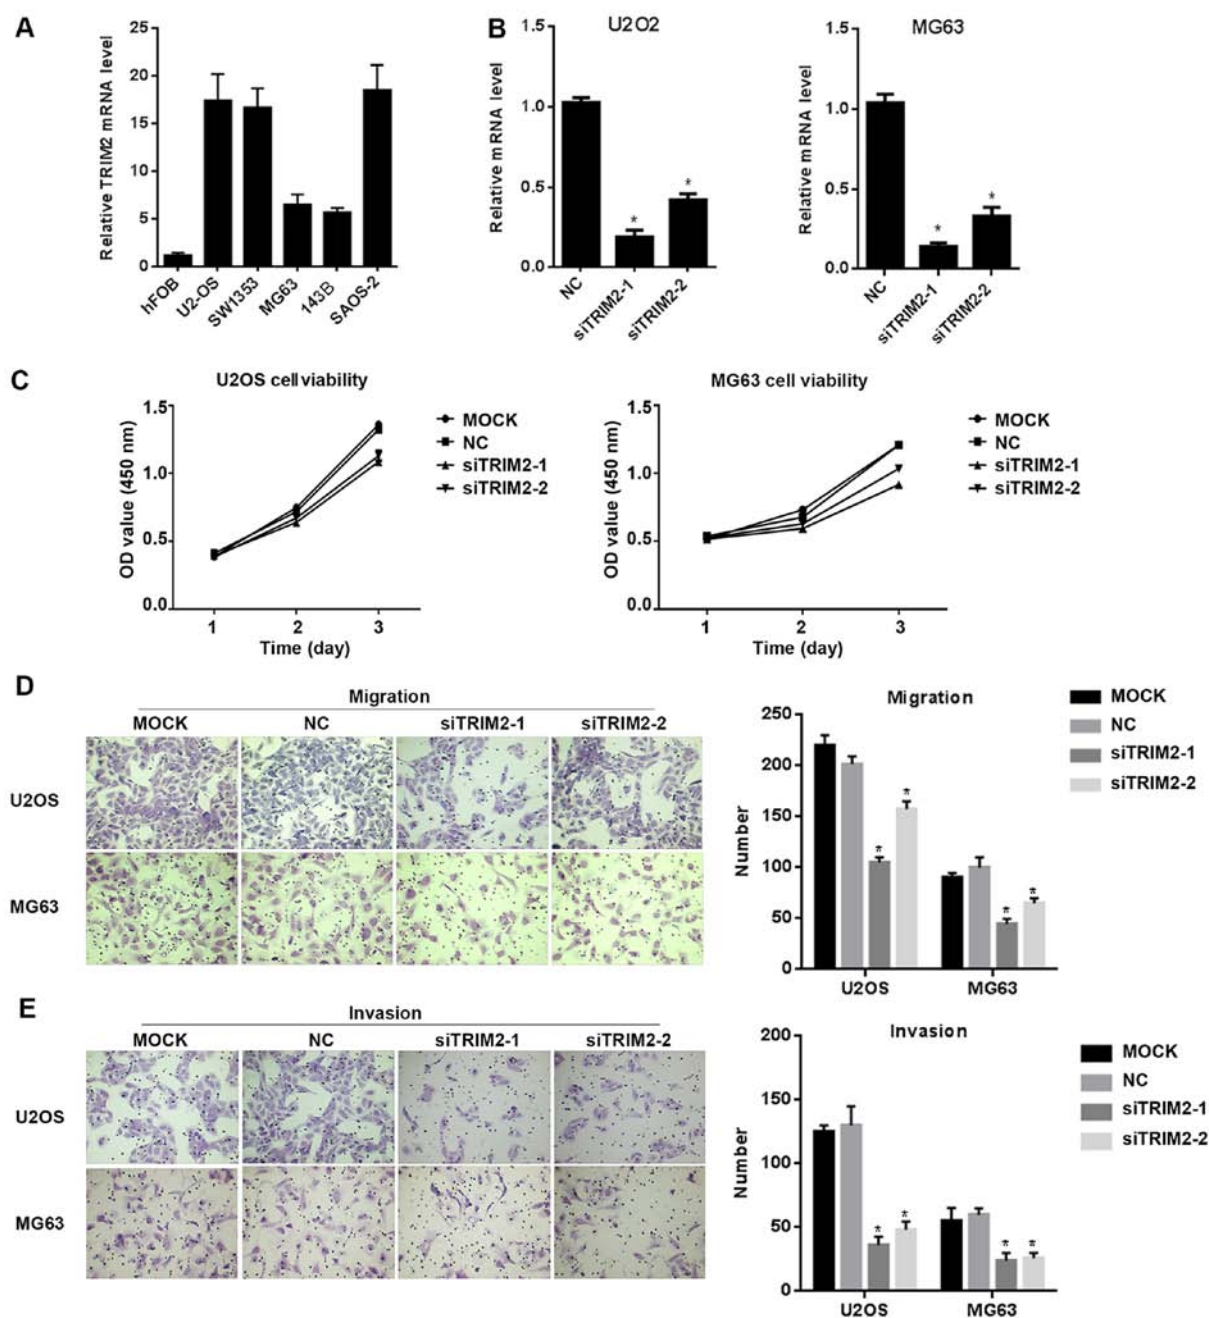 A
Relative TRIM2 mRNA level
25
20
15
10
5
0
hFOB
U2-OS
SW1353
MG63
143B
SAOS-2
B
U2O2
Relative mRNA level
1.5
1.0
0.5
0.0
NC
siTRIM2-1
siTRIM2-2
*
*
MG63
Relative mRNA level
1.5
1.0
0.5
0.0
NC
siTRIM2-1
siTRIM2-2
*
*
C
U2OS cell viability
OD value (450 nm)
1.5
1.0
0.5
0.0
1 2 3
Time (day)
MOCK
NC
siTRIM2-1
siTRIM2-2
MG63 cell viability
OD value (450 nm)
1.5
1.0
0.5
0.0
1 2 3
Time (day)
MOCK
NC
siTRIM2-1
siTRIM2-2
D
Migration
MOCK NC siTRIM2-1 siTRIM2-2
U2OS
MG63
Migration
Number
250
200
150
100
50
0
* * * *
U2OS MG63
MOCK
NC
siTRIM2-1
siTRIM2-2
E
Invasion
MOCK NC siTRIM2-1 siTRIM2-2
U2OS
MG63
Invasion
Number
200
150
100
50
0
* * * *
U2OS MG63
MOCK
NC
siTRIM2-1
siTRIM2-2